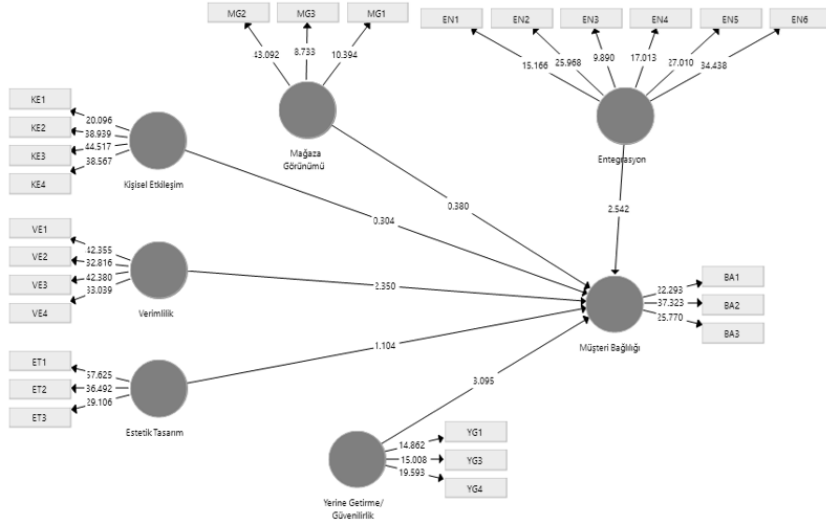 MG2
MG3
MG1
43.092
8.733
10.394
EN1
EN2
EN3
EN4
EN5
EN6
15.166
25.968
9.890
17.013
27.010
34.438
Mağaza
Görünümü
Entegrasyon
KE1
KE2
KE3
KE4
20.096
38.939
44.517
38.567
Kişisel Etkileşim
0.380
0.304
2.542
VE1
VE2
VE3
VE4
42.355
32.816
42.380
33.039
Verimlilik
2.350
BA1
BA2
BA3
22.293
37.323
25.770
Müşteri Bağlılığı
1.104
ET1
ET2
ET3
57.625
36.492
29.106
Estetik Tasarım
3.095
YG1
YG3
YG4
14.862
15.008
19.593
Yerine Getirme/
Güvenilirlik